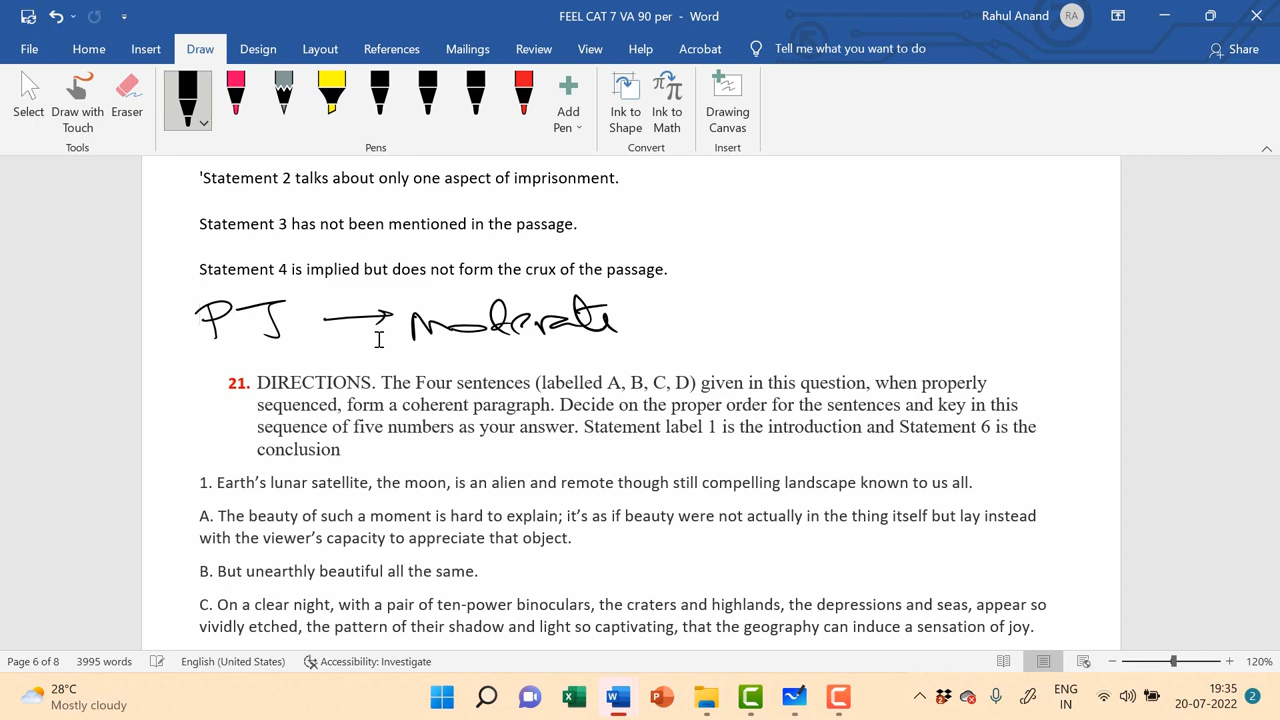 FEEL CAT 7 VA 90 per - Word
Rahul Anand
RA
File Home Insert Draw Design Layout References Mailings Review View Help Acrobat Tell me what you want to do Share
Select
Draw with Touch
Eraser
Add Pen
Ink to Shape
Ink to Math
Drawing Canvas
Tools
Pens
Convert
Insert
'Statement 2 talks about only one aspect of imprisonment.
Statement 3 has not been mentioned in the passage.
Statement 4 is implied but does not form the crux of the passage.
PJ → moderate
21. DIRECTIONS. The Four sentences (labelled A, B, C, D) given in this question, when properly
sequenced, form a coherent paragraph. Decide on the proper order for the sentences and key in this
sequence of five numbers as your answer. Statement label 1 is the introduction and Statement 6 is the
conclusion
1. Earth’s lunar satellite, the moon, is an alien and remote though still compelling landscape known to us all.
A. The beauty of such a moment is hard to explain; it’s as if beauty were not actually in the thing itself but lay instead
with the viewer’s capacity to appreciate that object.
B. But unearthly beautiful all the same.
C. On a clear night, with a pair of ten-power binoculars, the craters and highlands, the depressions and seas, appear so
vividly etched, the pattern of their shadow and light so captivating, that the geography can induce a sensation of joy.
Page 6 of 8 3995 words English (United States) Accessibility: Investigate 120%
28°C
Mostly cloudy
ENG
IN
19:35
20-07-2022
2